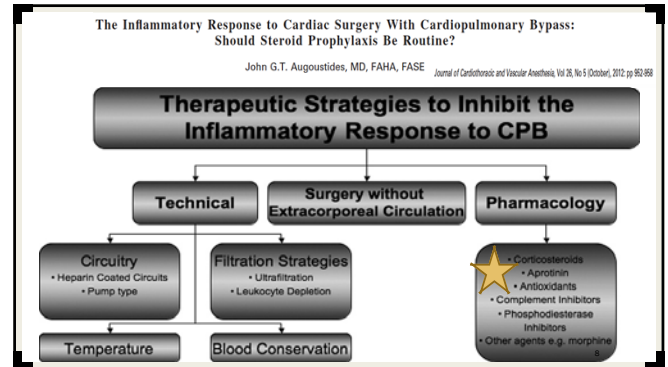 The Inflammatory Response to Cardiac Surgery With Cardiopulmonary Bypass:
Should Steroid Prophylaxis Be Routine?
John G.T. Augoustides, MD, FAHA, FASE
Journal of Cardiothoracic and Vascular Anesthesia, Vol 26, No 5 (October), 2012: pp 952-958
Therapeutic Strategies to Inhibit the
Inflammatory Response to CPB
Technical
Surgery without
Extracorporeal Circulation
Pharmacology
Circuitry
• Heparin Coated Circuits
• Pump type
Filtration Strategies
• Ultrafiltration
• Leukocyte Depletion
• Corticosteroids
• Aprotinin
• Antioxidants
• Complement Inhibitors
• Phosphodiesterase
Inhibitors
• Other agents e.g. morphine
Temperature
Blood Conservation